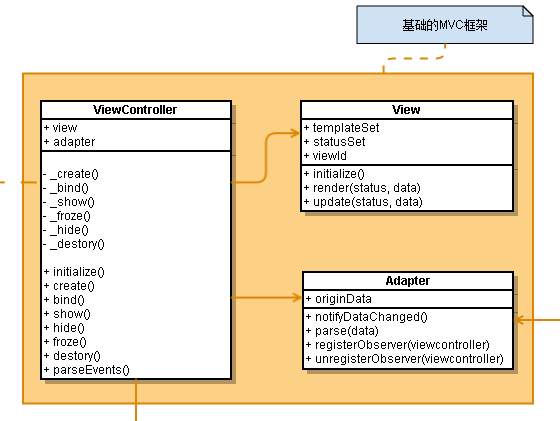 基础的MVC框架
ViewController
+ view
+ adapter
- _create()
- _bind()
- _show()
- _froze()
- _hide()
- _destory()
+ initialize()
+ create()
+ bind()
+ show()
+ hide()
+ froze()
+ destory()
+ parseEvents()
View
+ templateSet
+ statusSet
+ viewId
+ initialize()
+ render(status, data)
+ update(status, data)
Adapter
+ originData
+ notifyDataChanged()
+ parse(data)
+ registerObserver(viewcontroller)
+ unregisterObserver(viewcontroller)